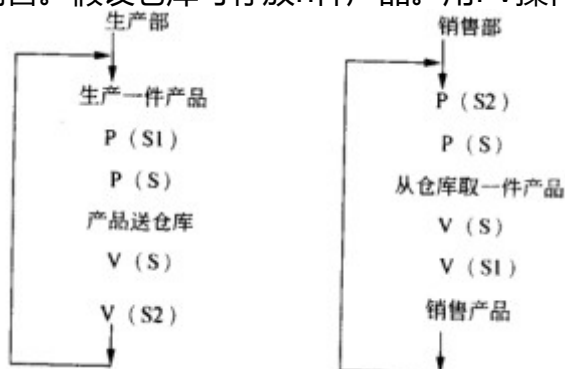 生产部
生产一件产品
P(S1)
P(S)
产品送仓库
V(S)
V(S2)
销售部
P(S2)
P(S)
从仓库取一件产品
V(S)
V(S1)
销售产品